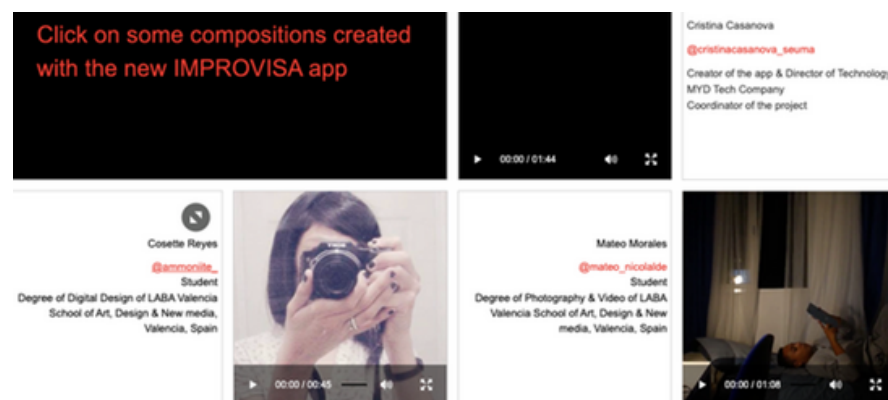 Click on some compositions created
with the new IMPROVISA app
00:00 / 01:44
Cristina Casanova
@cristinacasanova_seuma
Creator of the app & Director of Technology
MYD Tech Company
Coordinator of the project
Cosette Reyes
@ammoniite_
Student
Degree of Digital Design of LABA Valencia
School of Art, Design & New media,
Valencia, Spain
00:00 / 00:45
Mateo Morales
@mateo_nicolalde
Student
Degree of Photography & Video of LABA
Valencia School of Art, Design & New
media, Valencia, Spain
00:00 / 01:08